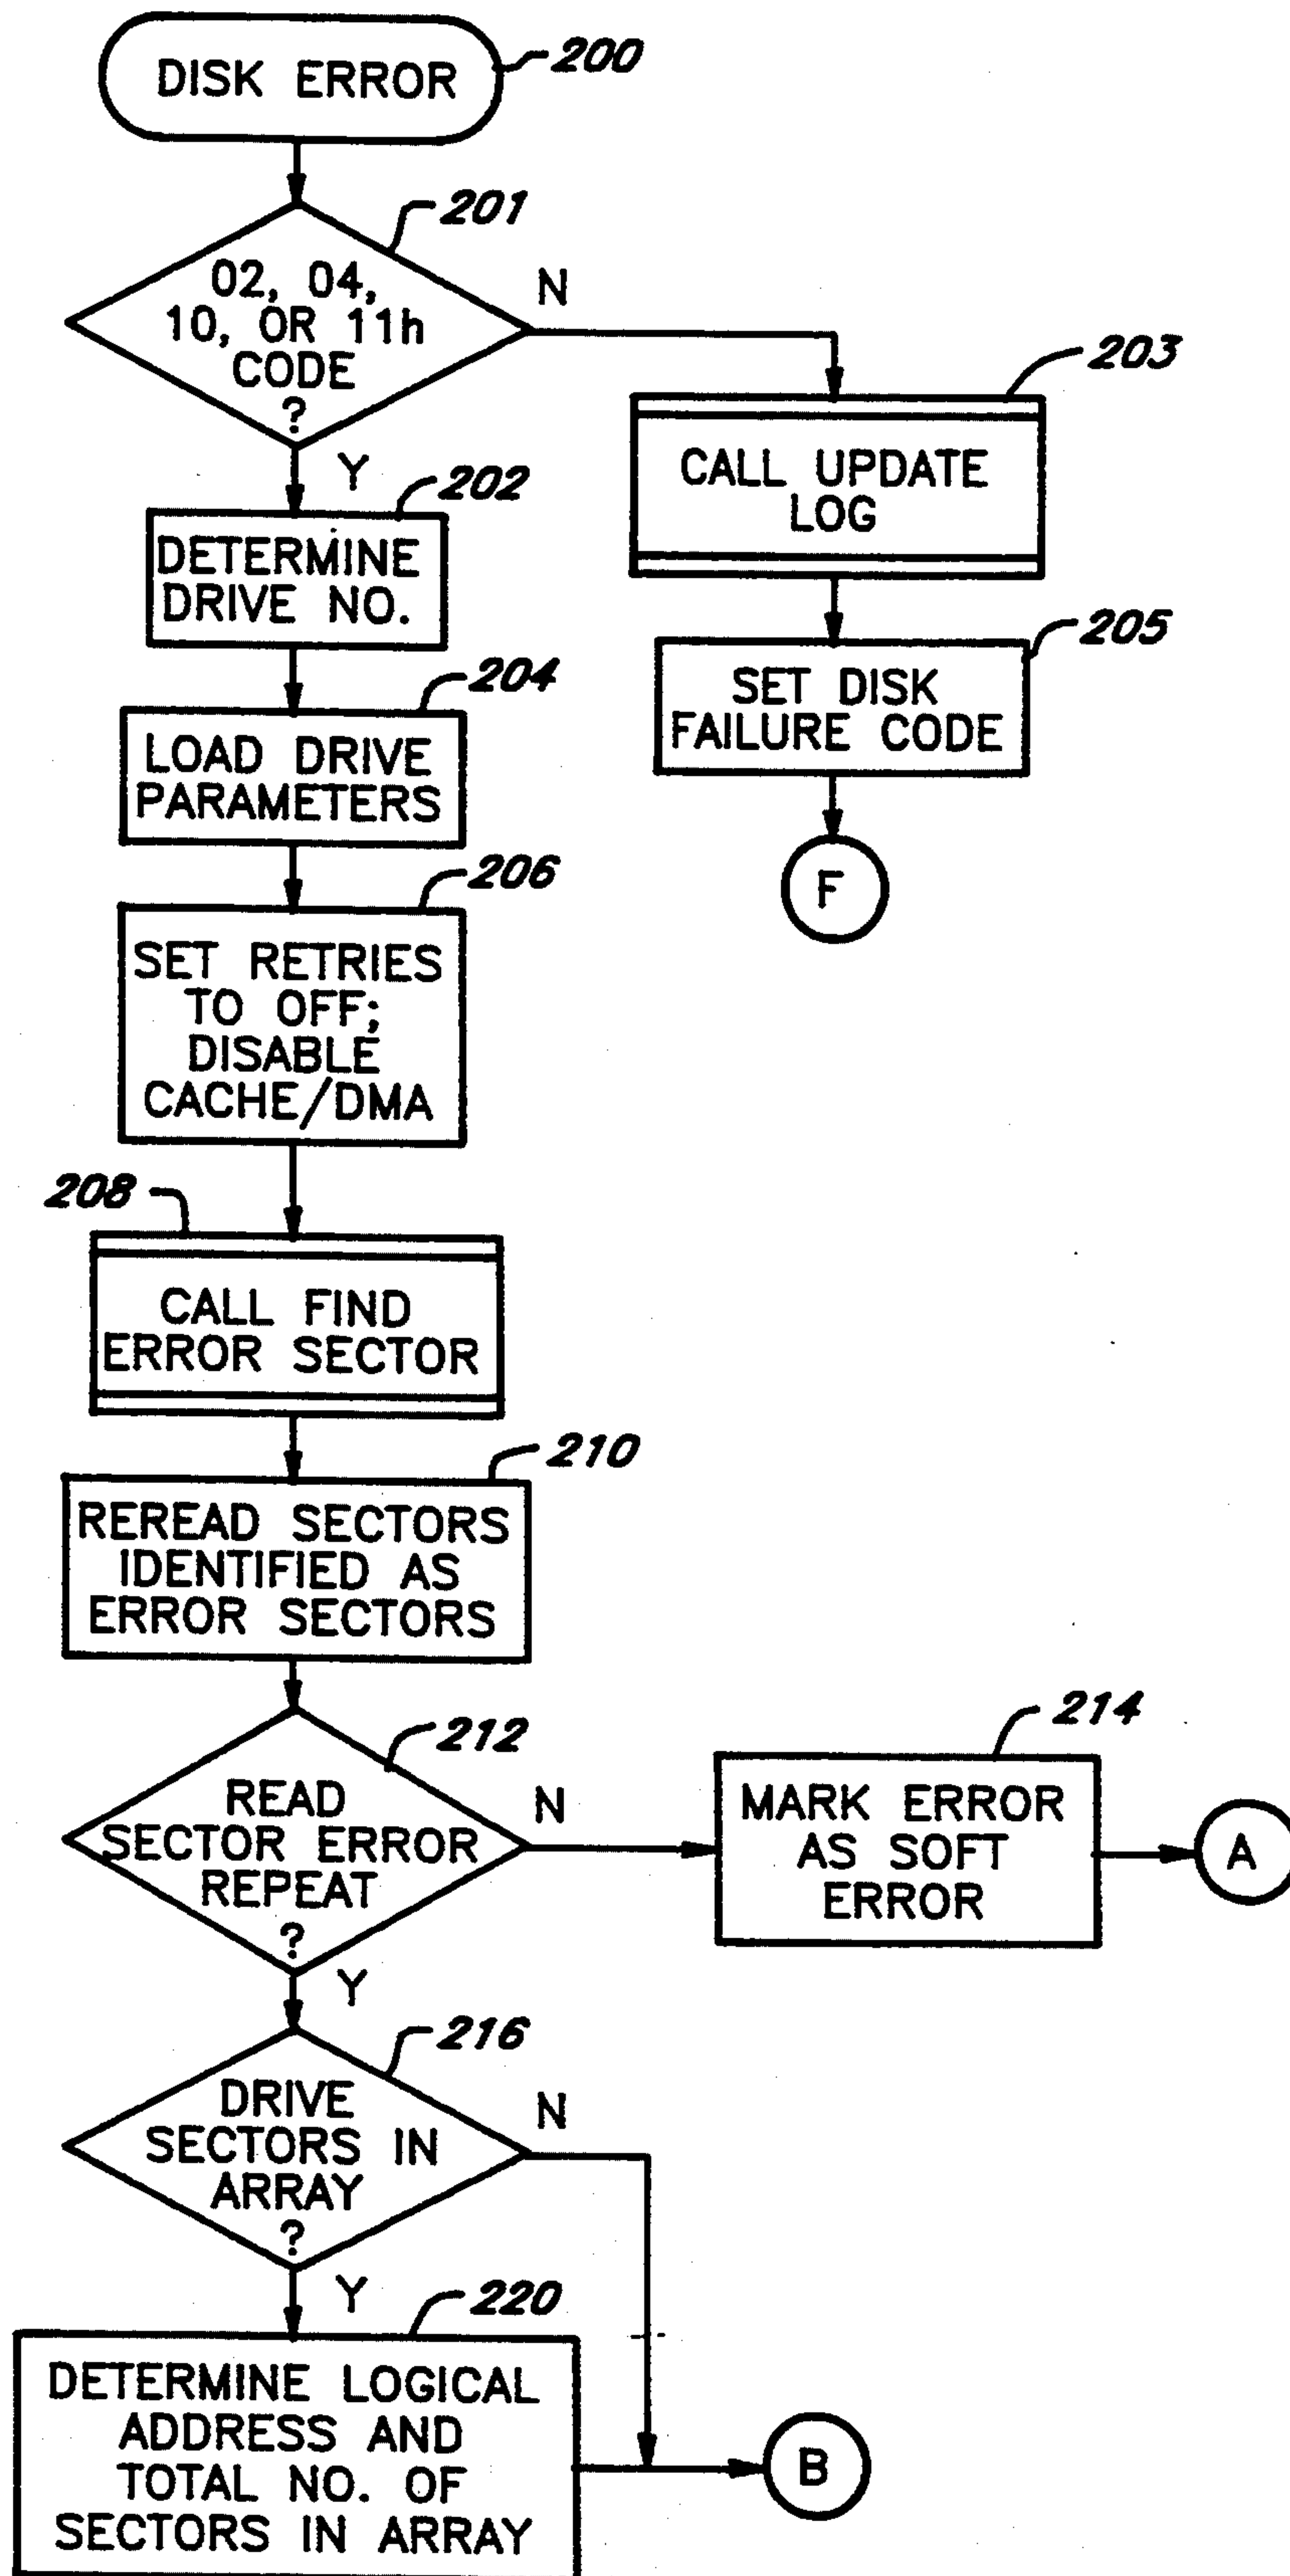 DISK ERROR
200
201
02, 04,
10, OR 11h
CODE
?
N
Y
203
CALL UPDATE
LOG
202
DETERMINE
DRIVE NO.
205
SET DISK
FAILURE CODE
204
LOAD DRIVE
PARAMETERS
F
206
SET RETRIES
TO OFF;
DISABLE
CACHE/DMA
208
CALL FIND
ERROR SECTOR
210
REREAD SECTORS
IDENTIFIED AS
ERROR SECTORS
212
READ
SECTOR ERROR
REPEAT
?
N
Y
214
MARK ERROR
AS SOFT
ERROR
A
216
DRIVE
SECTORS IN
ARRAY
?
N
Y
220
DETERMINE LOGICAL
ADDRESS AND
TOTAL NO. OF
SECTORS IN ARRAY
B